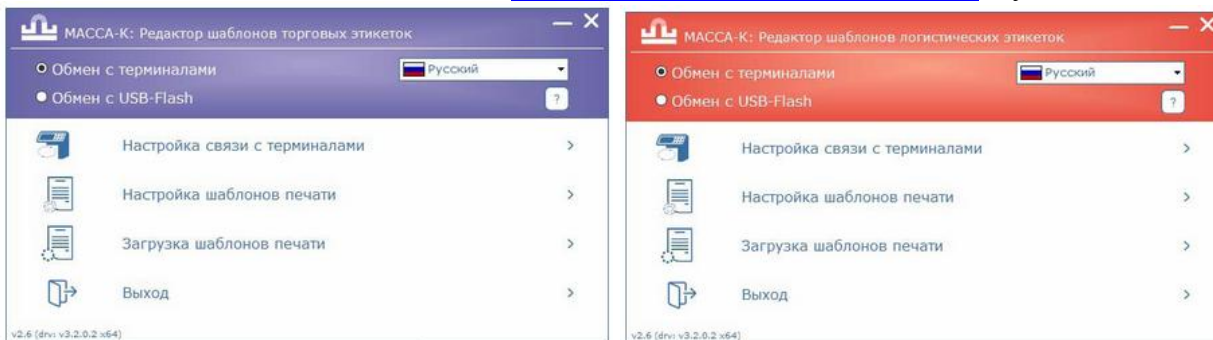 МАССА-К: Редактор шаблонов торговых этикеток
Обмен с терминалами
Русский
Обмен с USB-Flash
?
Настройка связи с терминалами
Настройка шаблонов печати
Загрузка шаблонов печати
Выход
v2.6 (drv: v3.2.0.2 x64)
МАССА-К: Редактор шаблонов логистических этикеток
Обмен с терминалами
Русский
Обмен с USB-Flash
?
Настройка связи с терминалами
Настройка шаблонов печати
Загрузка шаблонов печати
Выход
v2.6 (drv: v3.2.0.2 x64)